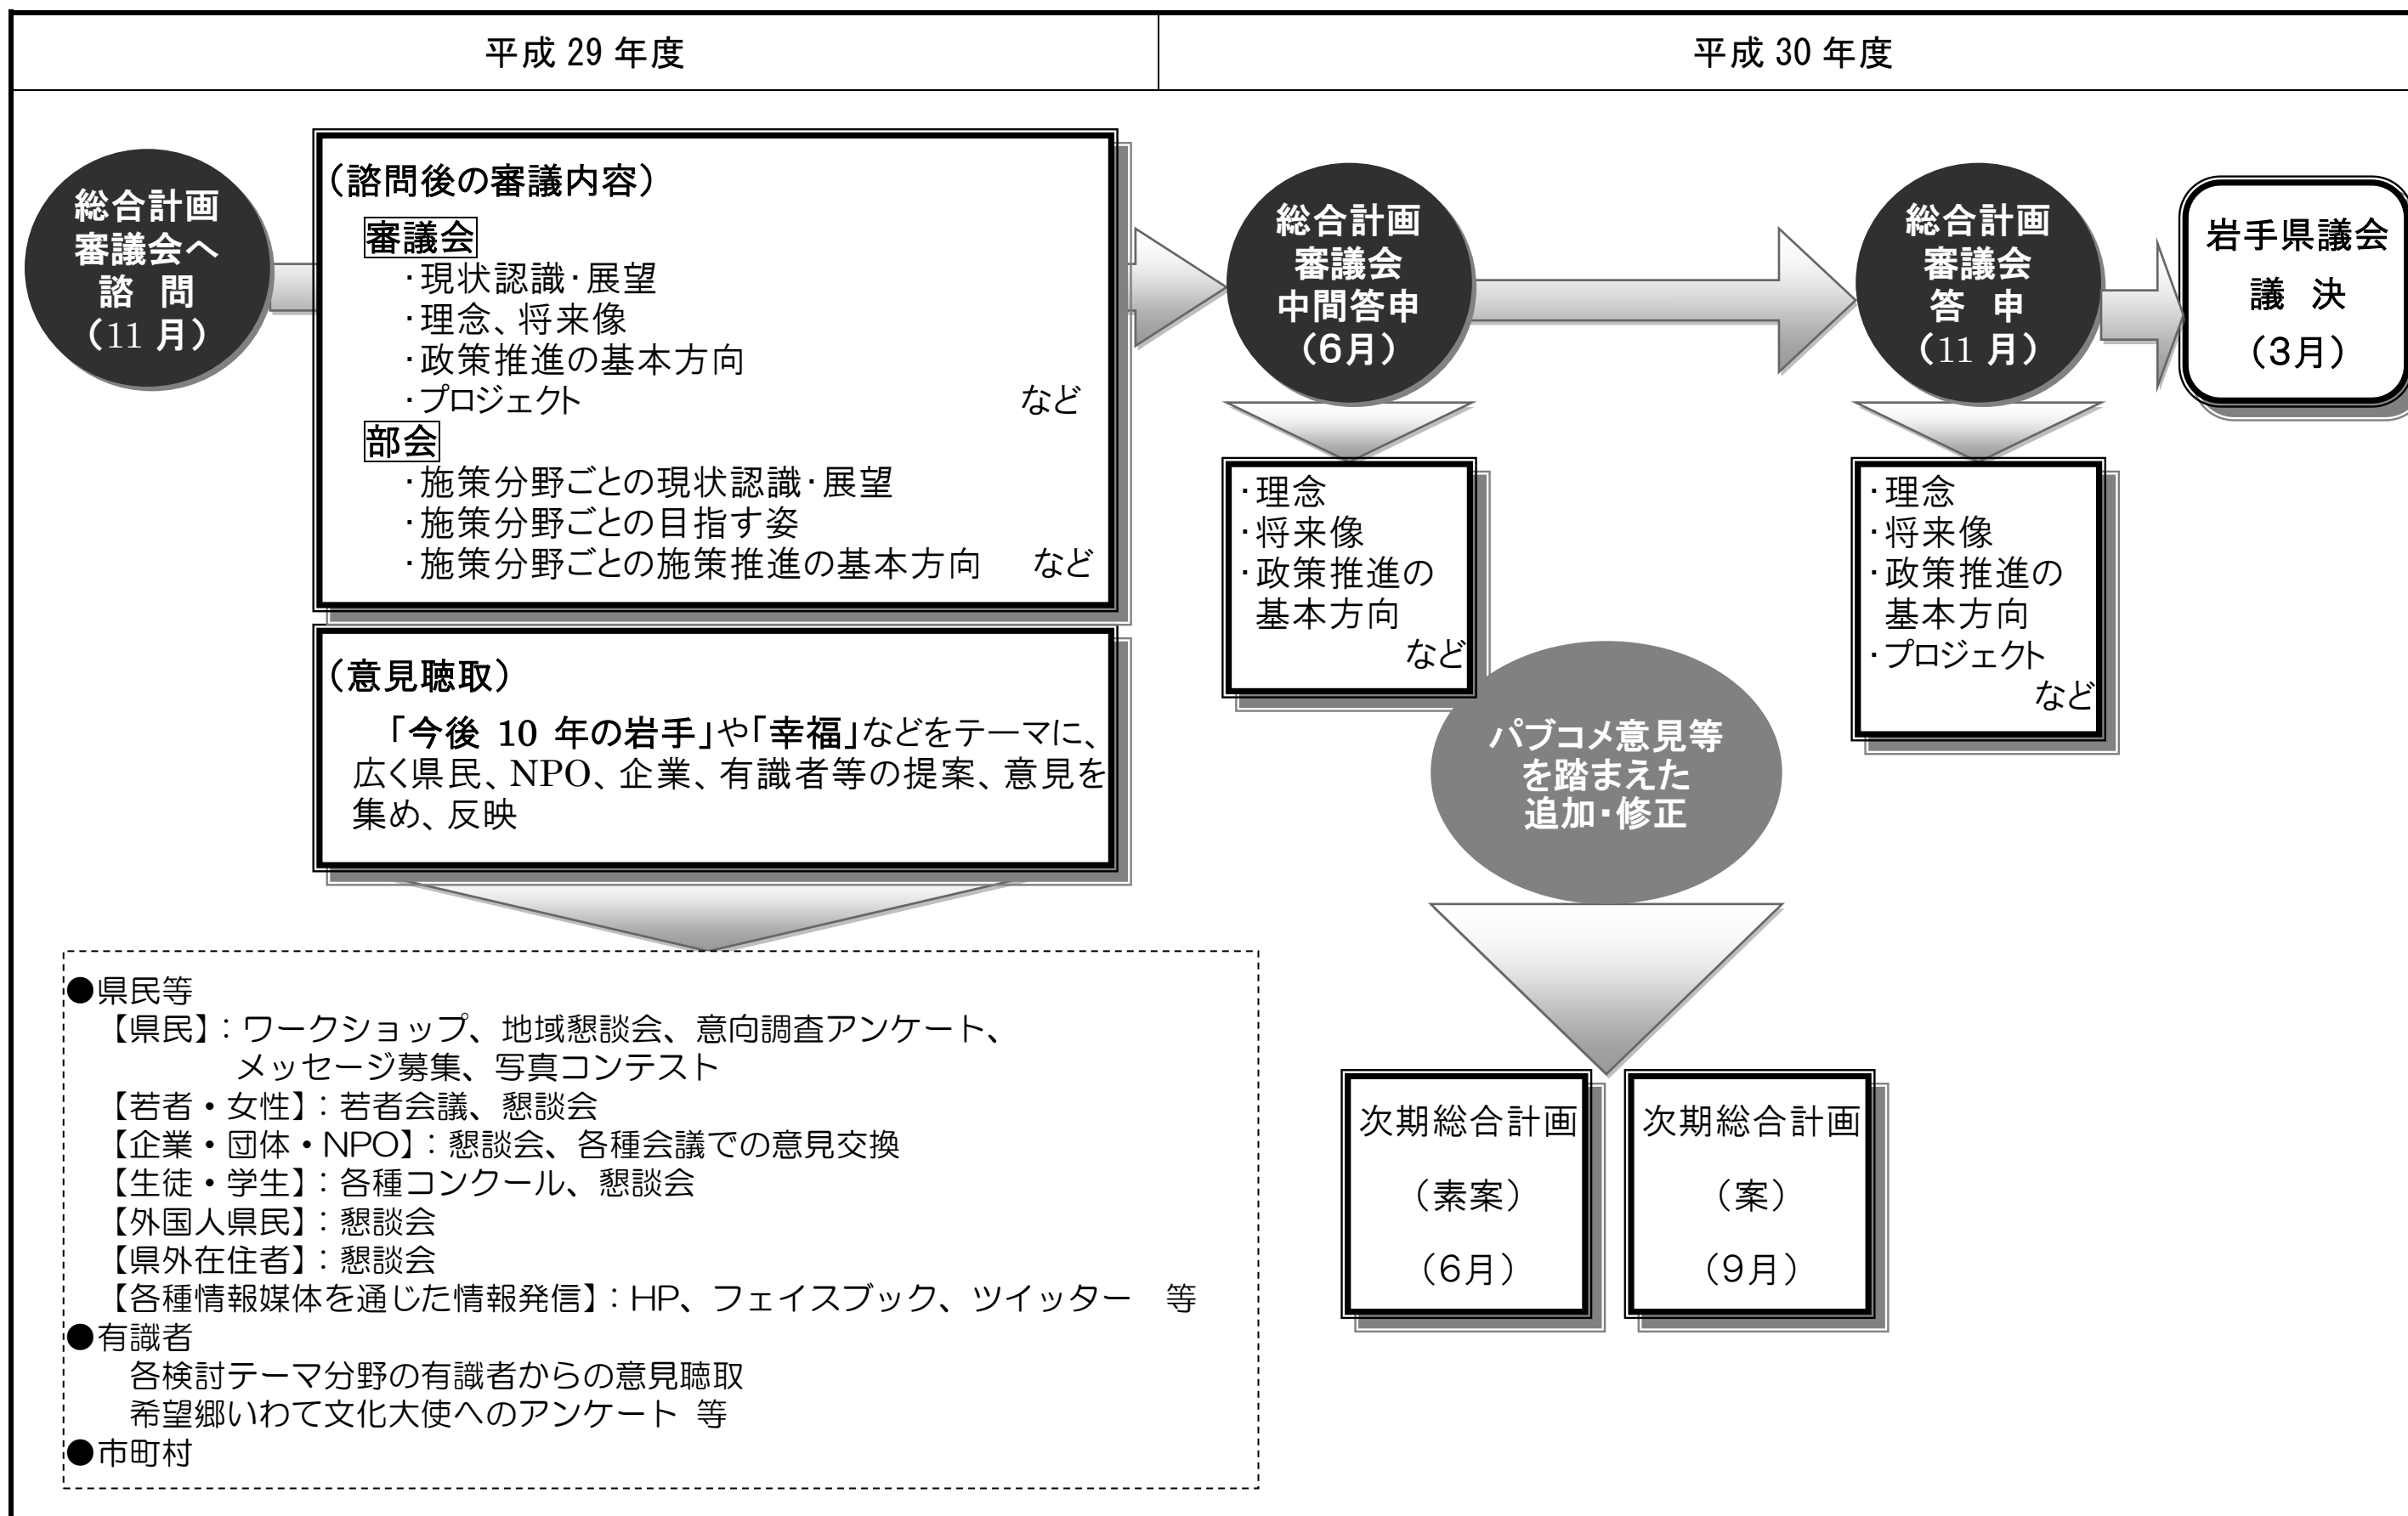 平成 29 年度
平成 30 年度
総合計画
審議会へ
諮　問
（11 月）
（諮問後の審議内容）
審議会
・現状認識・展望
・理念、将来像
・政策推進の基本方向
・プロジェクト　　　　など
部会
・施策分野ごとの現状認識・展望
・施策分野ごとの目指す姿
・施策分野ごとの施策推進の基本方向　など
（意見聴取）
「今後 10 年の岩手」や「幸福」などをテーマに、
広く県民、NPO、企業、有識者等の提案、意見を
集め、反映
●県民等
【県民】：ワークショップ、地域懇談会、意向調査アンケート、
メッセージ募集、写真コンテスト
【若者・女性】：若者会議、懇談会
【企業・団体・NPO】：懇談会、各種会議での意見交換
【生徒・学生】：各種コンクール、懇談会
【外国人県民】：懇談会
【県外在住者】：懇談会
【各種情報媒体を通じた情報発信】：HP、フェイスブック、ツイッター　等
●有識者
各検討テーマ分野の有識者からの意見聴取
希望郷いわて文化大使へのアンケート 等
●市町村
総合計画
審議会
中間答申
（6月）
・理念
・将来像
・政策推進の
基本方向
など
パブコメ意見等
を踏まえた
追加・修正
次期総合計画
（素案）
（6月）
次期総合計画
（案）
（9月）
総合計画
審議会
答　申
（11 月）
・理念
・将来像
・政策推進の
基本方向
・プロジェクト
など
岩手県議会
議　決
（3月）